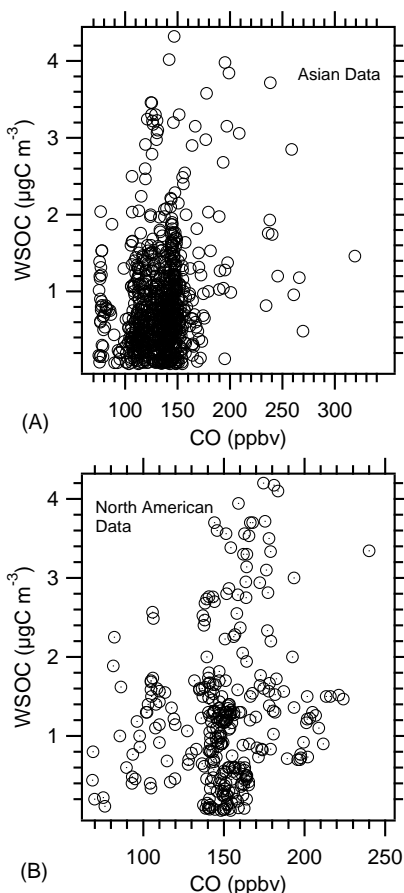 Asian Data
WSOC (µgC m⁻³)
4
3
2
1
100 150 200 250 300
(A)
CO (ppbv)
North American
Data
WSOC (µgC m⁻³)
4
3
2
1
100 150 200 250
(B)
CO (ppbv)